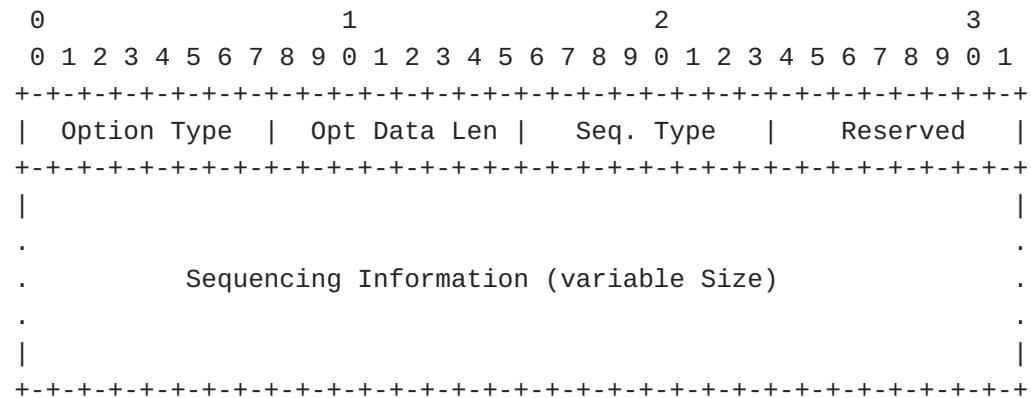 0                   1                   2                   3
 0 1 2 3 4 5 6 7 8 9 0 1 2 3 4 5 6 7 8 9 0 1 2 3 4 5 6 7 8 9 0 1
+-+-+-+-+-+-+-+-+-+-+-+-+-+-+-+-+-+-+-+-+-+-+-+-+-+-+-+-+-+-+-+-+
|  Option Type  |  Opt Data Len |   Seq. Type   |    Reserved   |
+-+-+-+-+-+-+-+-+-+-+-+-+-+-+-+-+-+-+-+-+-+-+-+-+-+-+-+-+-+-+-+-+
|                                                               |
.                                                               .
.          Sequencing Information (variable Size)               .
.                                                               .
|                                                               |
+-+-+-+-+-+-+-+-+-+-+-+-+-+-+-+-+-+-+-+-+-+-+-+-+-+-+-+-+-+-+-+-+